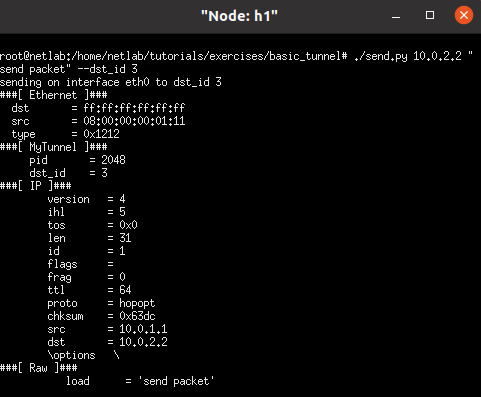 "Node: h1"
root@netlab:/home/netlab/tutorials/exercises/basic_tunnel# ./send.py 10.0.2.2 "
send packet" --dst_id 3
sending on interface eth0 to dst_id 3
###[ Ethernet ]###
  dst       = ff:ff:ff:ff:ff:ff
  src       = 08:00:00:00:01:11
  type      = 0x1212
###[ MyTunnel ]###
     pid       = 2048
     dst_id    = 3
###[ IP ]###
        version   = 4
        ihl       = 5
        tos       = 0x0
        len       = 31
        id        = 1
        flags     =
        frag      = 0
        ttl       = 64
        proto     = hopopt
        chksum    = 0x63dc
        src       = 10.0.1.1
        dst       = 10.0.2.2
        \options   \
###[ Raw ]###
           load      = 'send packet'